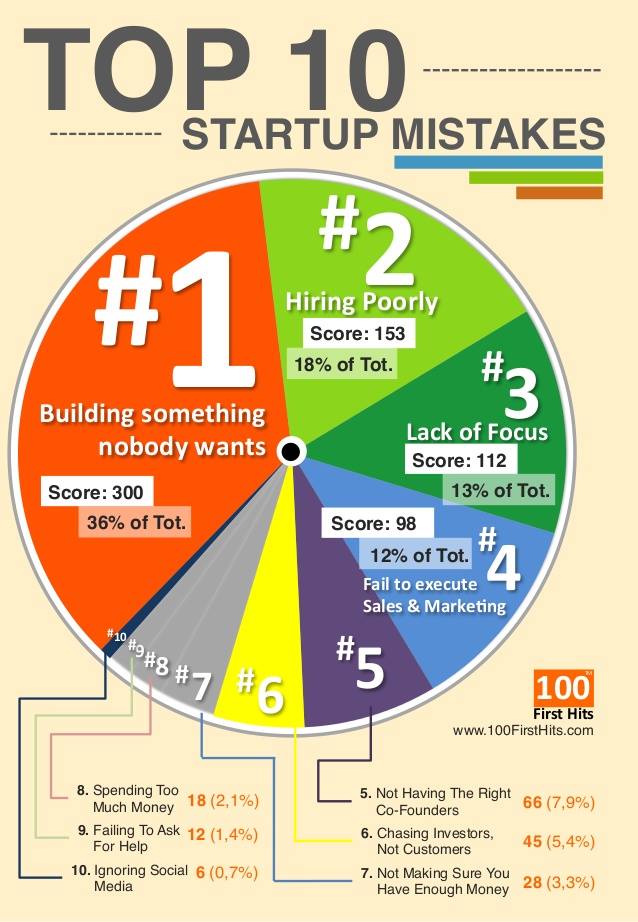 TOP 10
STARTUP MISTAKES
#1
Building something
nobody wants
Score: 300
36% of Tot.
#2
Hiring Poorly
Score: 153
18% of Tot.
#3
Lack of Focus
Score: 112
13% of Tot.
Score: 98
12% of Tot.
#4
Fail to execute
Sales & Marketing
#5
#6
#7
#8
#9
#10
100™
First Hits
www.100FirstHits.com
8. Spending Too
Much Money 18 (2,1%)
9. Failing To Ask
For Help 12 (1,4%)
10. Ignoring Social
Media 6 (0,7%)
5. Not Having The Right
Co-Founders 66 (7,9%)
6. Chasing Investors,
Not Customers 45 (5,4%)
7. Not Making Sure You
Have Enough Money 28 (3,3%)